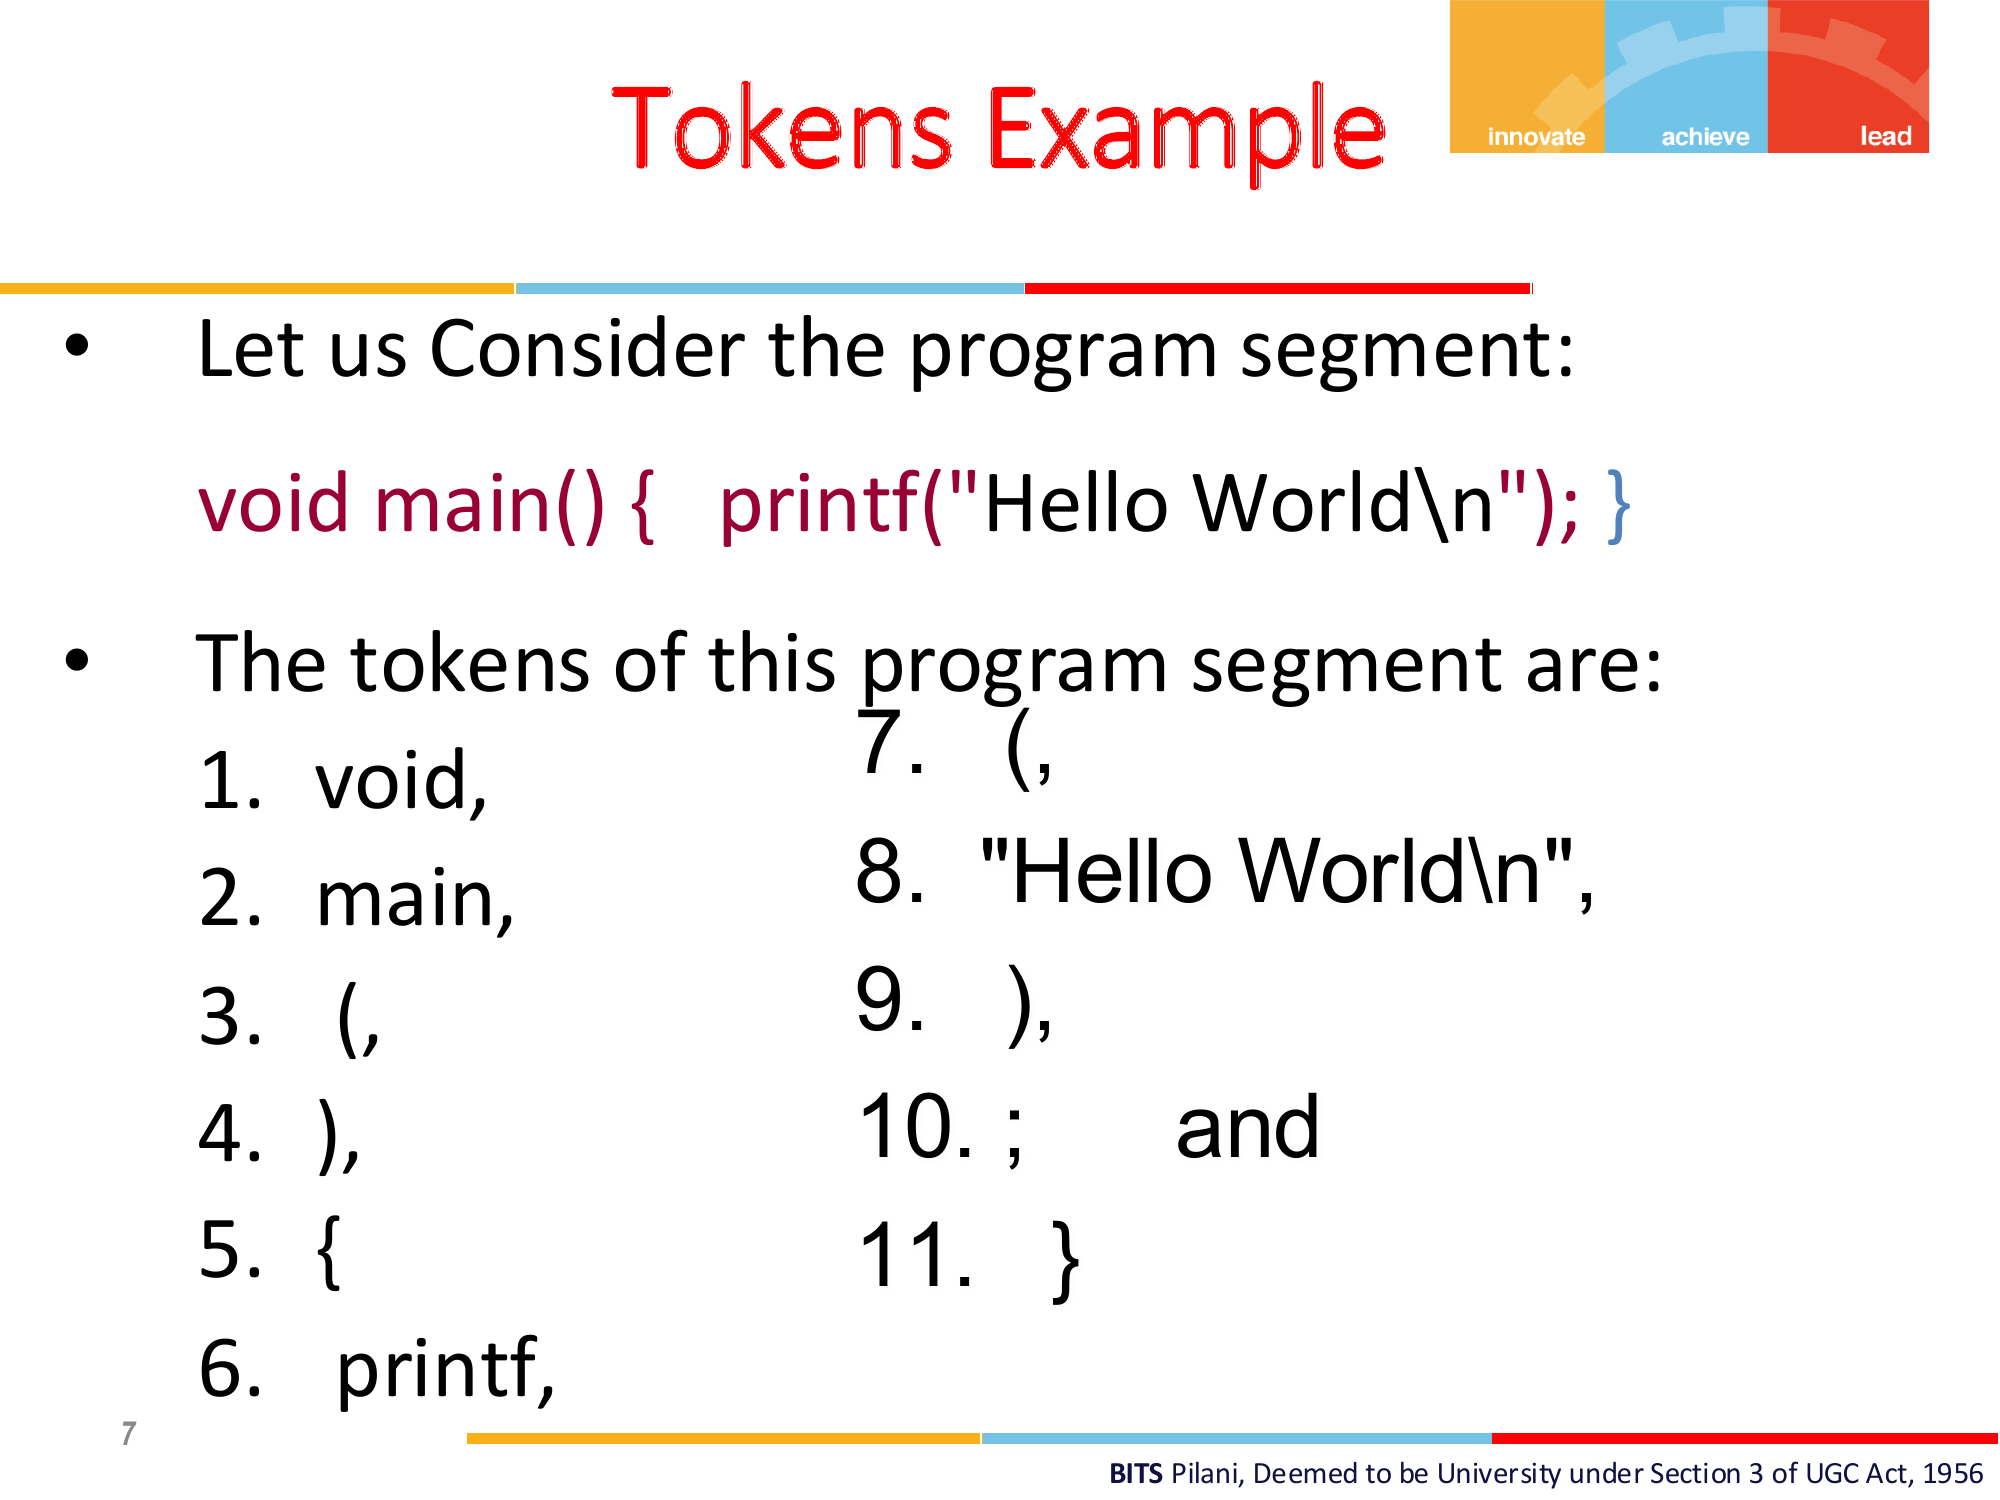 Tokens Example
innovate achieve lead
• Let us Consider the program segment:
void main() { printf("Hello World\n"); }
• The tokens of this program segment are:
1. void,
2. main,
3. (,
4. ),
5. {
6. printf,
7. (,
8. "Hello World\n",
9. ),
10. ; and
11. }
7
BITS Pilani, Deemed to be University under Section 3 of UGC Act, 1956